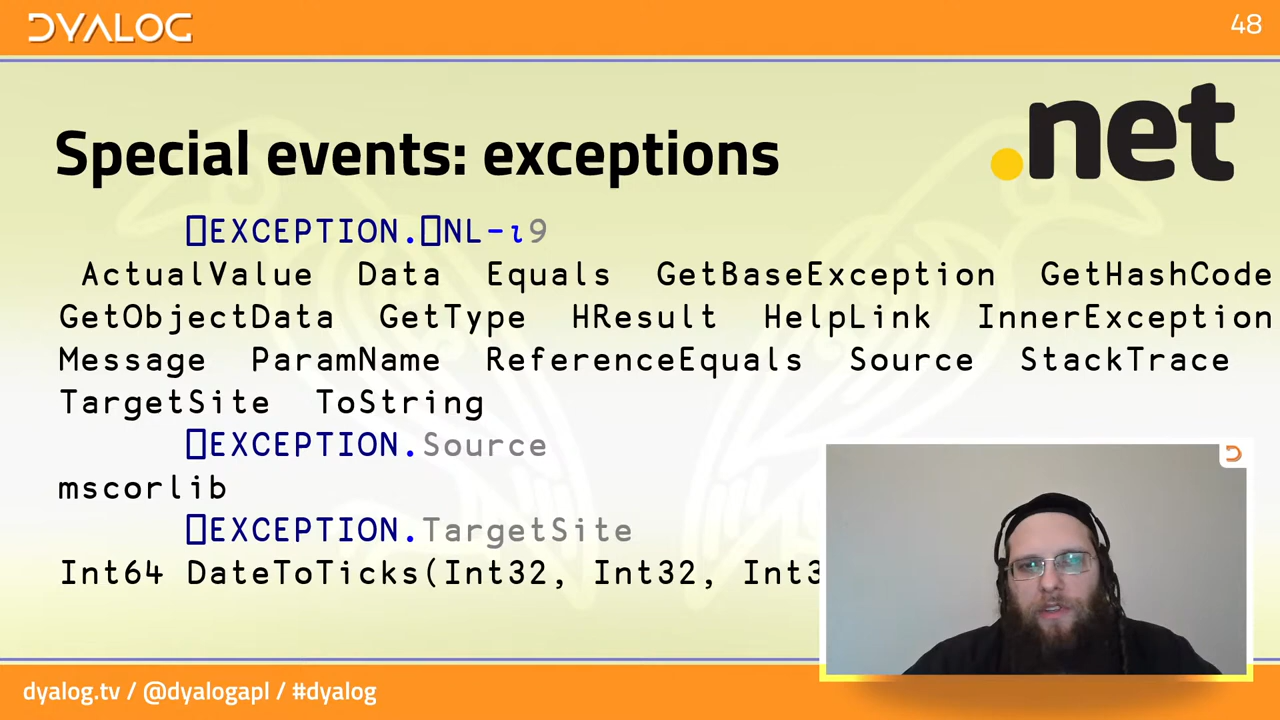 DYALOG
48
.net
Special events: exceptions
⎕EXCEPTION.⎕NL-⍳9
ActualValue Data Equals GetBaseException GetHashCode
GetObjectData GetType HResult HelpLink InnerException
Message ParamName ReferenceEquals Source StackTrace
TargetSite ToString
⎕EXCEPTION.Source
mscorlib
⎕EXCEPTION.TargetSite
Int64 DateToTicks(Int32, Int32, Int3
dyalog.tv / @dyalogapl / #dyalog